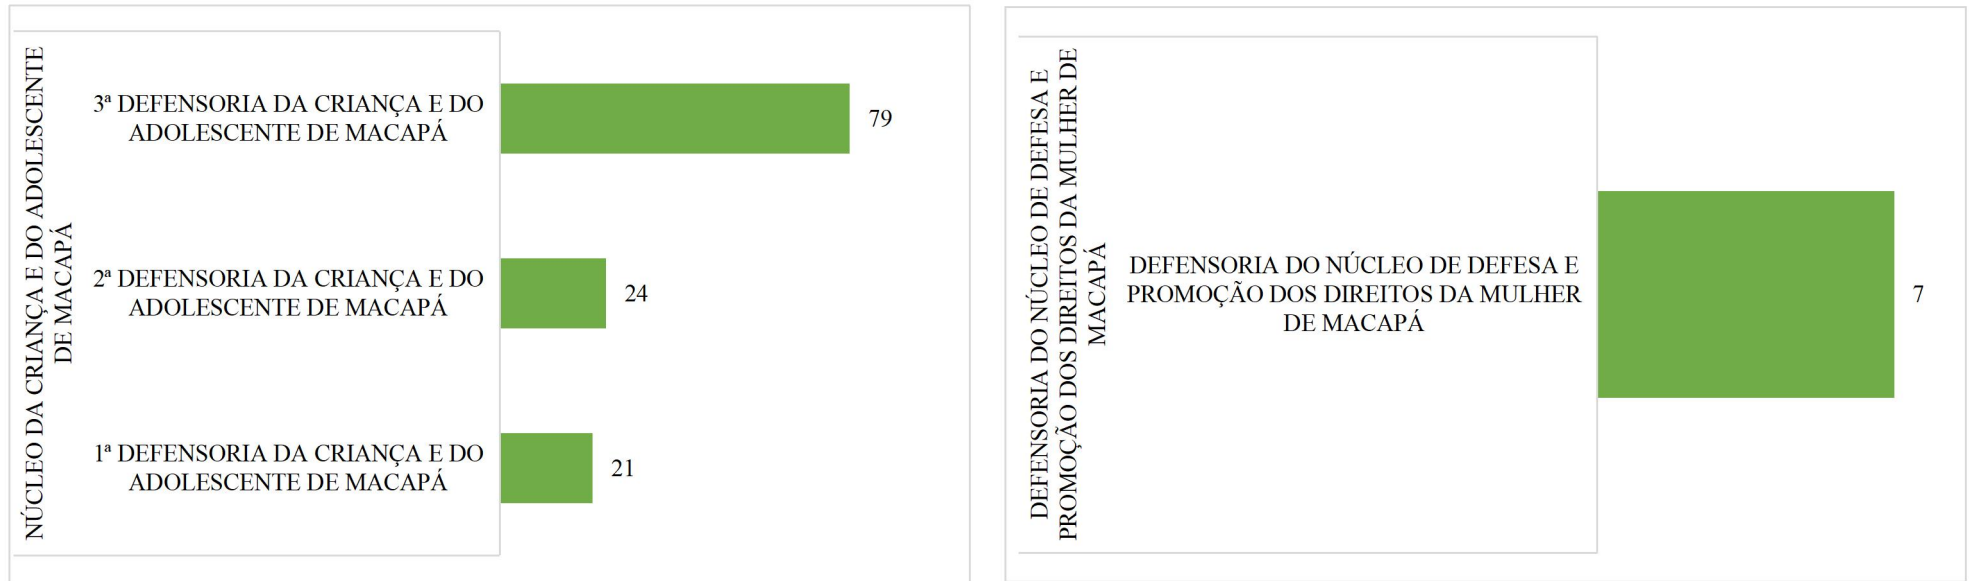 NÚCLEO DA CRIANÇA E DO ADOLESCENTE
DE MACAPÁ
3ª DEFENSORIA DA CRIANÇA E DO
ADOLESCENTE DE MACAPÁ
79
2ª DEFENSORIA DA CRIANÇA E DO
ADOLESCENTE DE MACAPÁ
24
1ª DEFENSORIA DA CRIANÇA E DO
ADOLESCENTE DE MACAPÁ
21
DEFENSORIA DO NÚCLEO DE DEFESA E
PROMOÇÃO DOS DIREITOS DA MULHER DE
MACAPÁ
DEFENSORIA DO NÚCLEO DE DEFESA E
PROMOÇÃO DOS DIREITOS DA MULHER
DE MACAPÁ
7